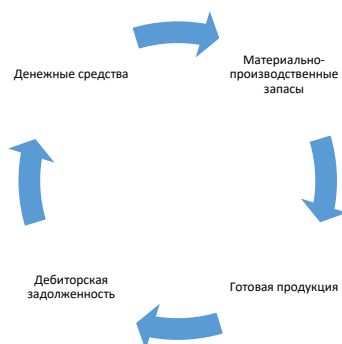 Денежные средства
Материально-
производственные
запасы
Дебиторская
задолженность
Готовая продукция